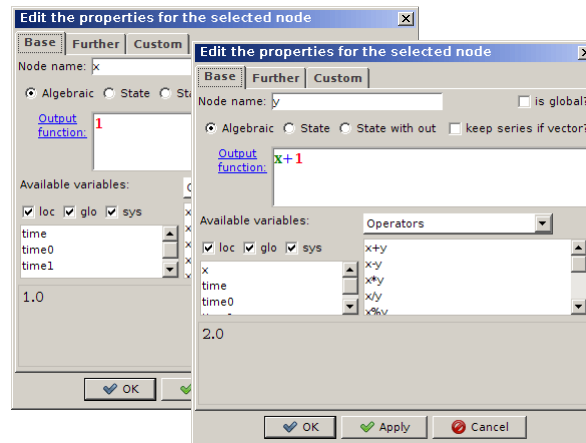 Edit the properties for the selected node
Base Further Custom
Node name: x
Algebraic State Sta
Output function: 1
Available variables:
loc glo sys
time
time0
time1
1.0
OK
Edit the properties for the selected node
Base Further Custom
Node name: y is global?
Algebraic State State with out keep series if vector?
Output function: x+1
Available variables: Operators
loc glo sys
x
time
time0
x+y
x-y
x*y
x/y
x%y
2.0
OK Apply Cancel